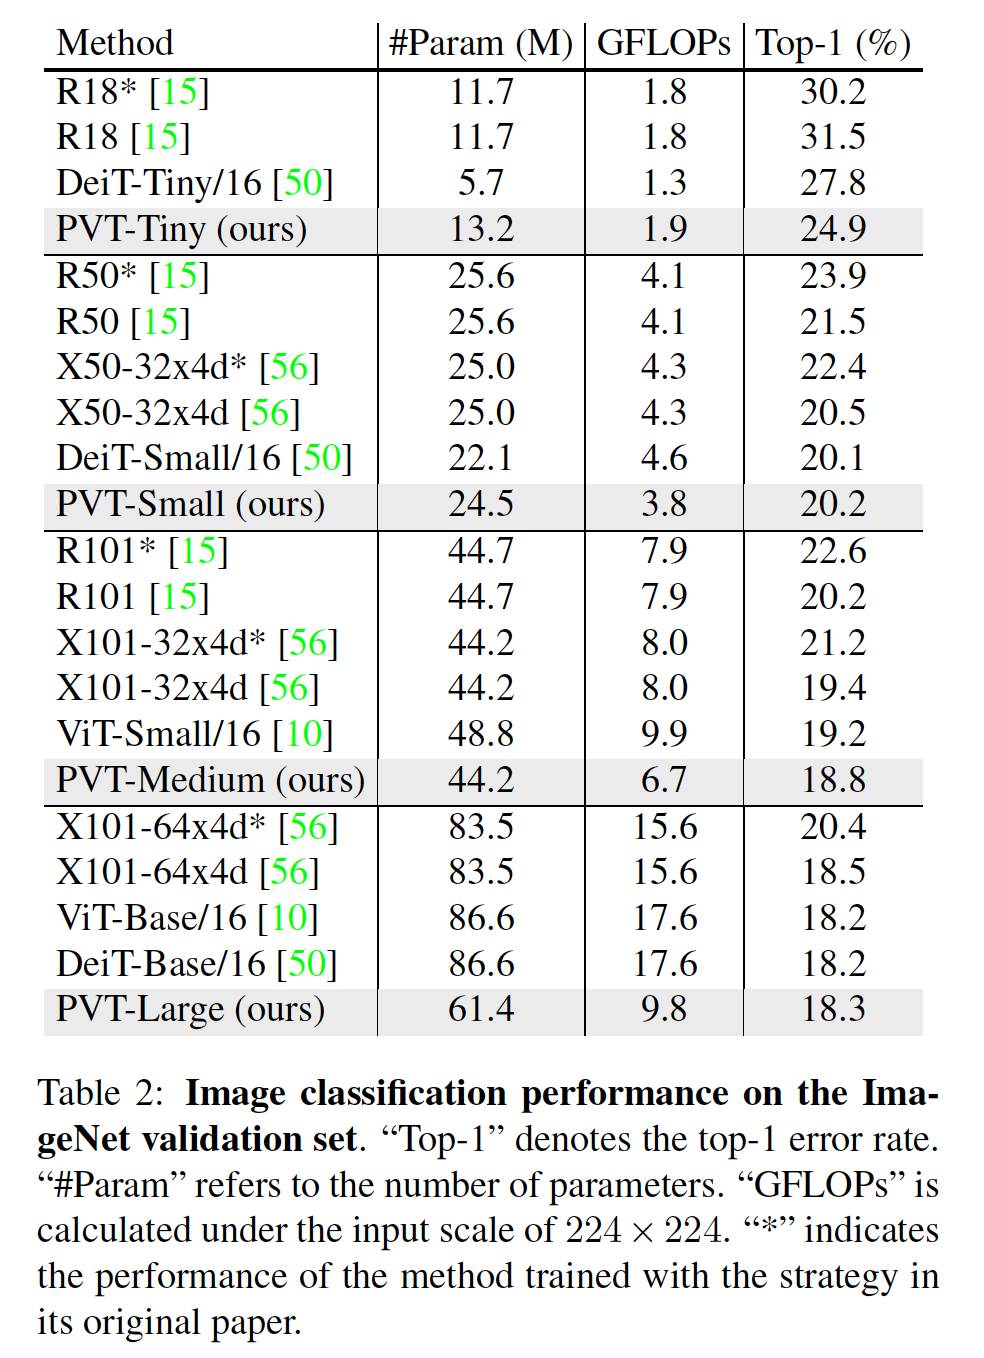 Method #Param (M) GFLOPs Top-1 (%)
R18* [15] 11.7 1.8 30.2
R18 [15] 11.7 1.8 31.5
DeiT-Tiny/16 [50] 5.7 1.3 27.8
PVT-Tiny (ours) 13.2 1.9 24.9
R50* [15] 25.6 4.1 23.9
R50 [15] 25.6 4.1 21.5
X50-32x4d* [56] 25.0 4.3 22.4
X50-32x4d [56] 25.0 4.3 20.5
DeiT-Small/16 [50] 22.1 4.6 20.1
PVT-Small (ours) 24.5 3.8 20.2
R101* [15] 44.7 7.9 22.6
R101 [15] 44.7 7.9 20.2
X101-32x4d* [56] 44.2 8.0 21.2
X101-32x4d [56] 44.2 8.0 19.4
ViT-Small/16 [10] 48.8 9.9 19.2
PVT-Medium (ours) 44.2 6.7 18.8
X101-64x4d* [56] 83.5 15.6 20.4
X101-64x4d [56] 83.5 15.6 18.5
ViT-Base/16 [10] 86.6 17.6 18.2
DeiT-Base/16 [50] 86.6 17.6 18.2
PVT-Large (ours) 61.4 9.8 18.3
Table 2: Image classification performance on the Ima-
geNet validation set. “Top-1” denotes the top-1 error rate.
“#Param” refers to the number of parameters. “GFLOPs” is
calculated under the input scale of 224 × 224. “*” indicates
the performance of the method trained with the strategy in
its original paper.